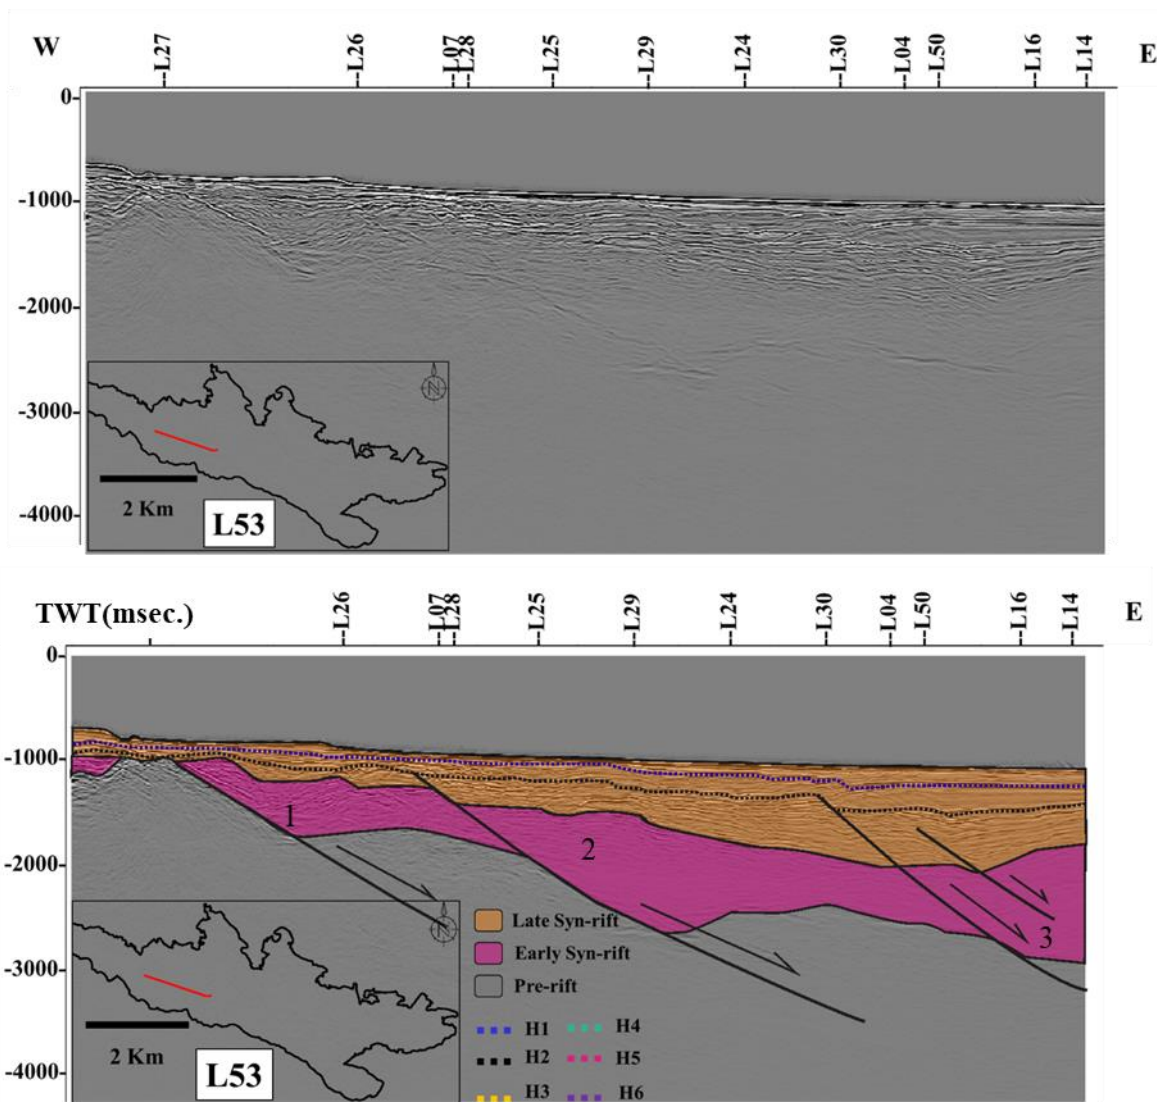 W E
L27 L26 L07 L28 L25 L29 L24 L30 L04 L50 L16 L14
0
-1000
-2000
-3000
-4000
N
2 Km
L53
TWT(msec.) E
L26 L07 L28 L25 L29 L24 L30 L04 L50 L16 L14
0
-1000
1
2
-2000
3
Late Syn-rift
N
Early Syn-rift
-3000
Pre-rift
H1 H4
2 Km
H2 H5
L53
-4000
H3 H6